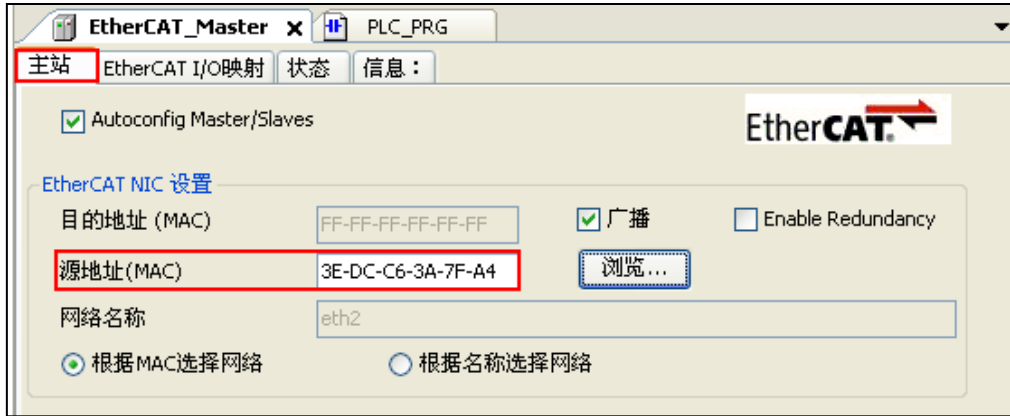 EtherCAT_Master PLC_PRG
主站 EtherCAT I/O映射 状态 信息：
Autoconfig Master/Slaves
EtherCAT.
EtherCAT NIC 设置
目的地址 (MAC) FF-FF-FF-FF-FF-FF 广播 Enable Redundancy
源地址(MAC) 3E-DC-C6-3A-7F-A4 浏览...
网络名称 eth2
根据MAC选择网络 根据名称选择网络